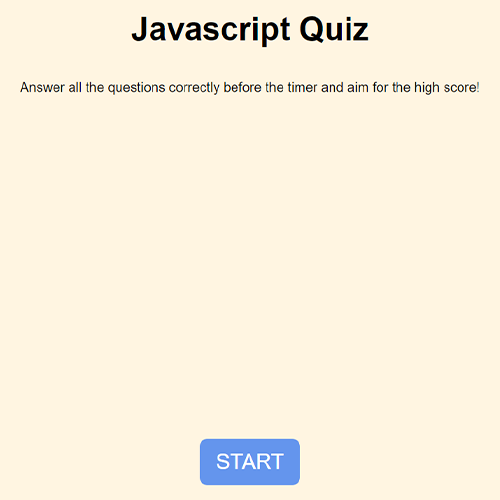 Javascript Quiz
Answer all the questions correctly before the timer and aim for the high score!
START